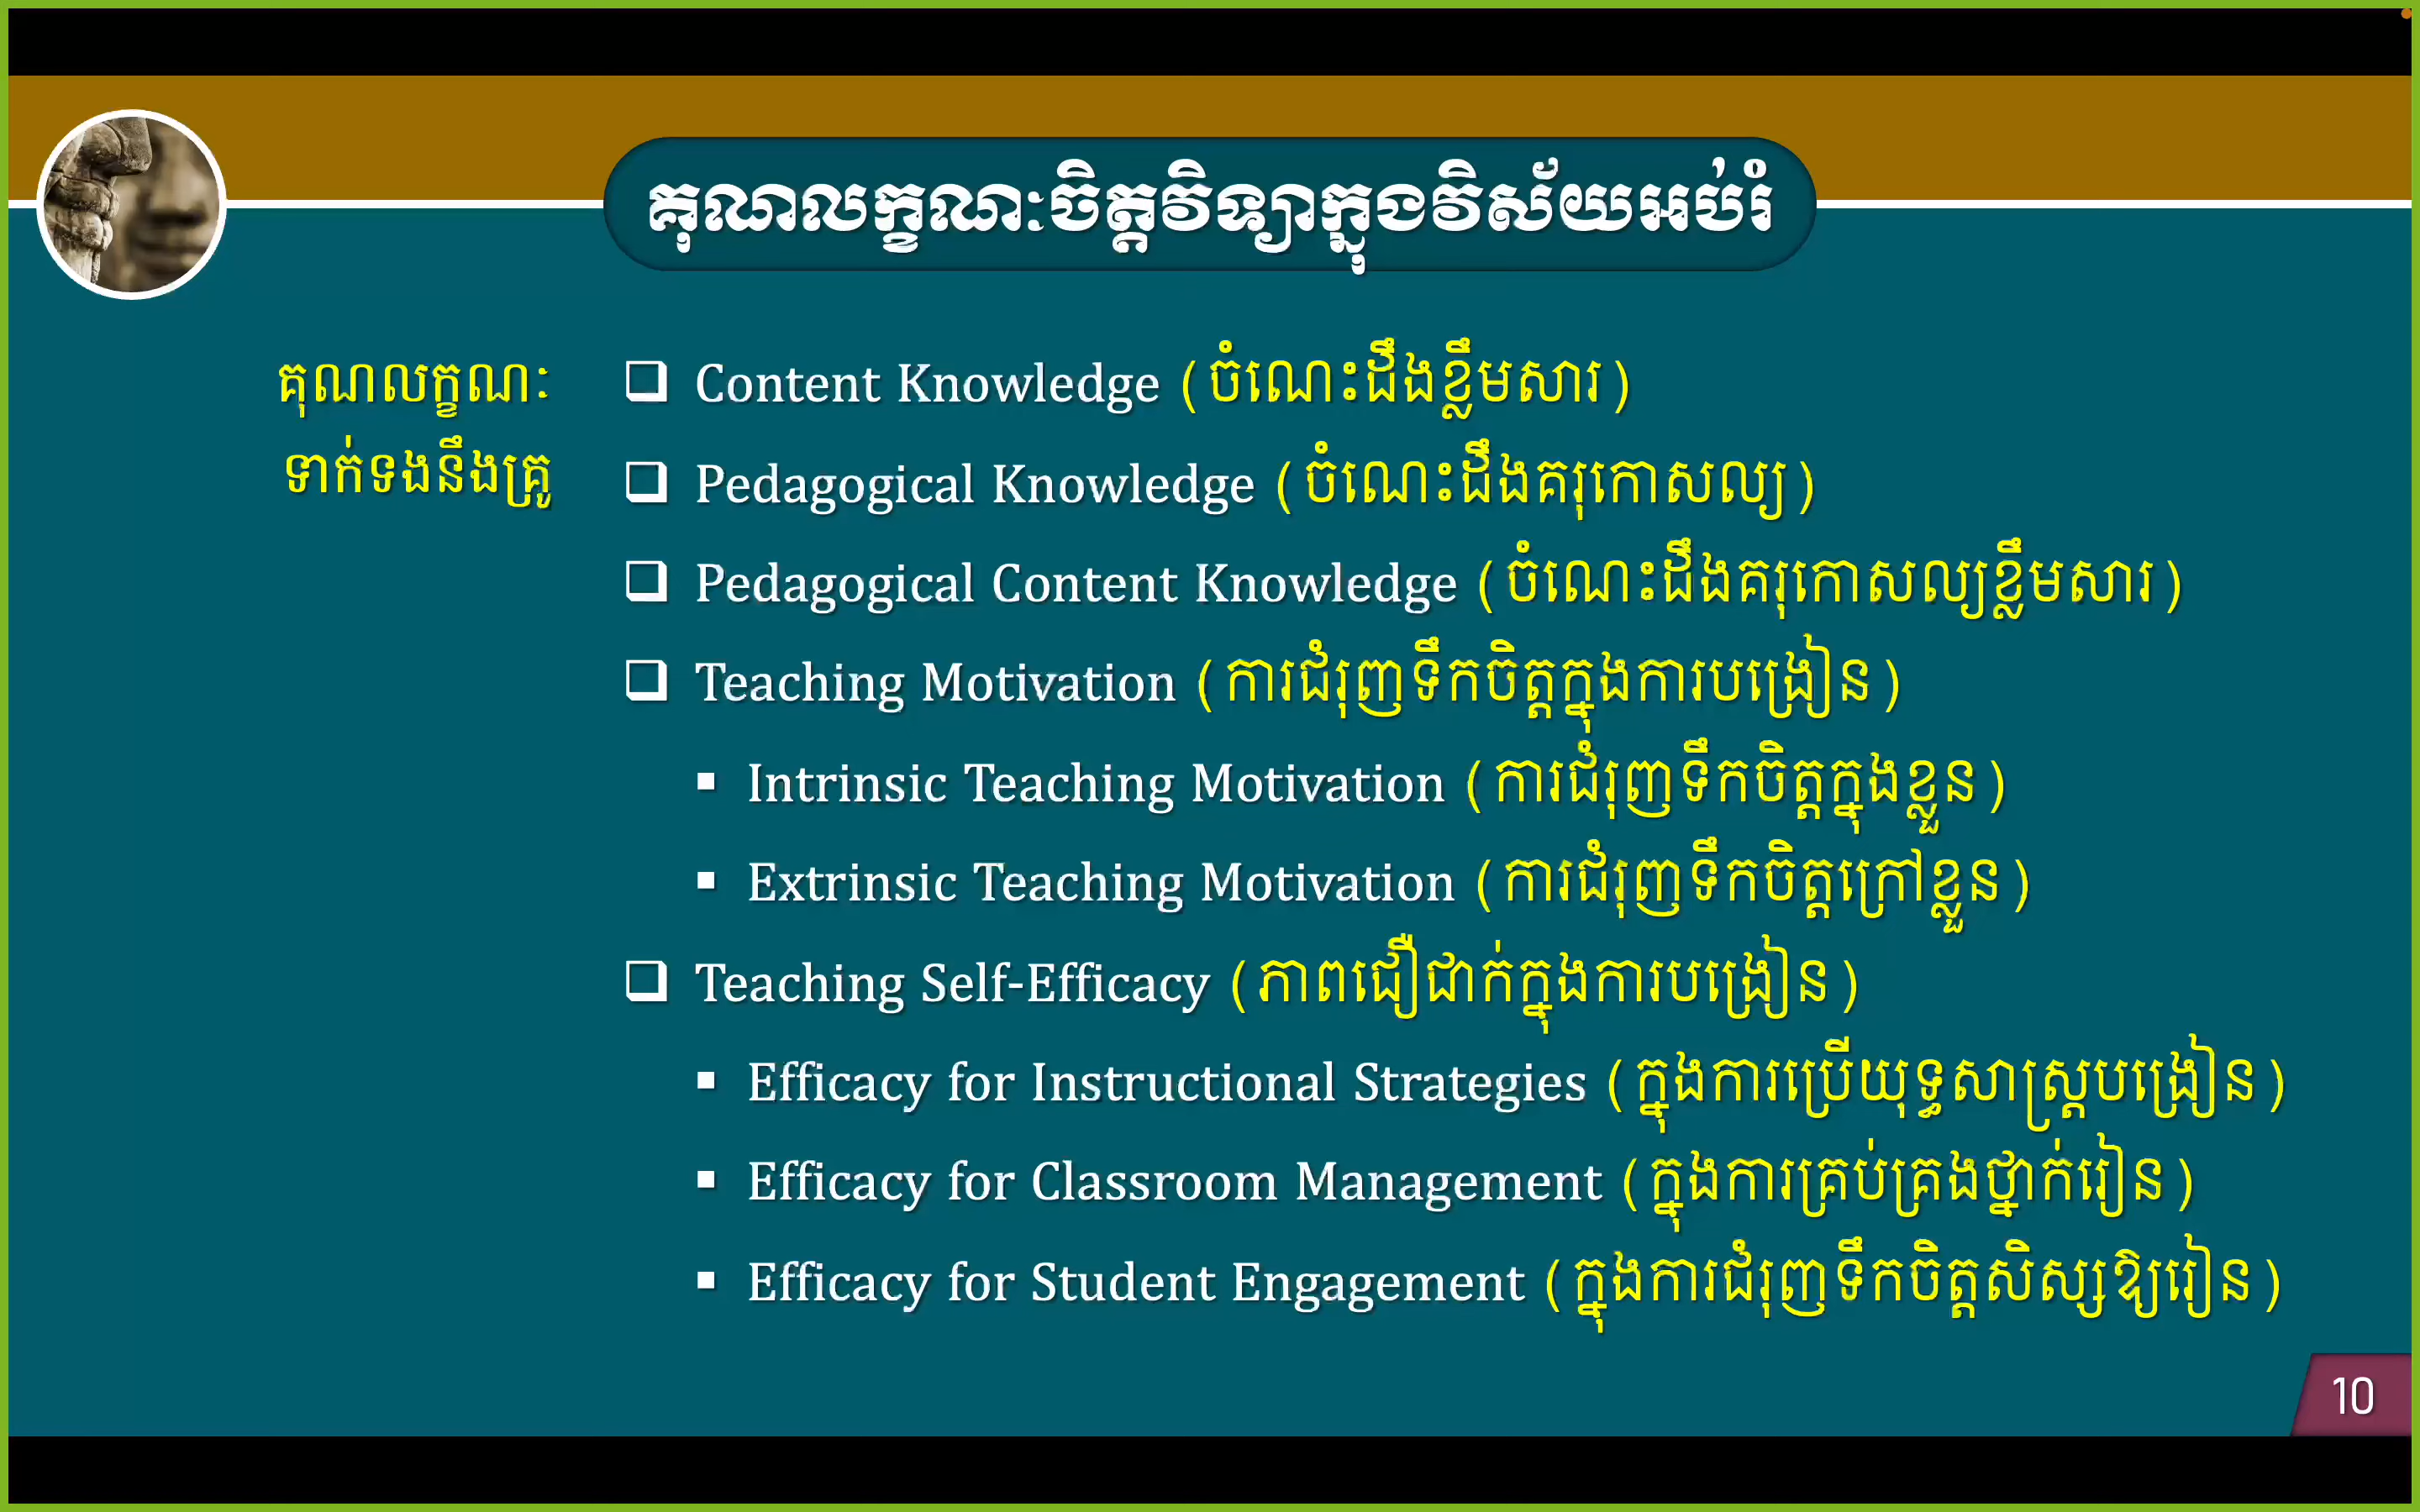 គុណលក្ខណៈចិត្តវិទ្យាក្នុងវិស័យអប់រំ
គុណលក្ខណៈ
ទាក់ទងនឹងគ្រូ
Content Knowledge (ចំណេះដឹងខ្លឹមសារ)
Pedagogical Knowledge (ចំណេះដឹងគរុកោសល្យ)
Pedagogical Content Knowledge (ចំណេះដឹងគរុកោសល្យខ្លឹមសារ)
Teaching Motivation (ការជំរុញទឹកចិត្តក្នុងការបង្រៀន)
Intrinsic Teaching Motivation (ការជំរុញទឹកចិត្តក្នុងខ្លួន)
Extrinsic Teaching Motivation (ការជំរុញទឹកចិត្តក្រៅខ្លួន)
Teaching Self-Efficacy (ភាពជឿជាក់ក្នុងការបង្រៀន)
Efficacy for Instructional Strategies (ក្នុងការប្រើយុទ្ធសាស្ត្របង្រៀន)
Efficacy for Classroom Management (ក្នុងការគ្រប់គ្រងថ្នាក់រៀន)
Efficacy for Student Engagement (ក្នុងការជំរុញទឹកចិត្តសិស្សឱ្យរៀន)
10